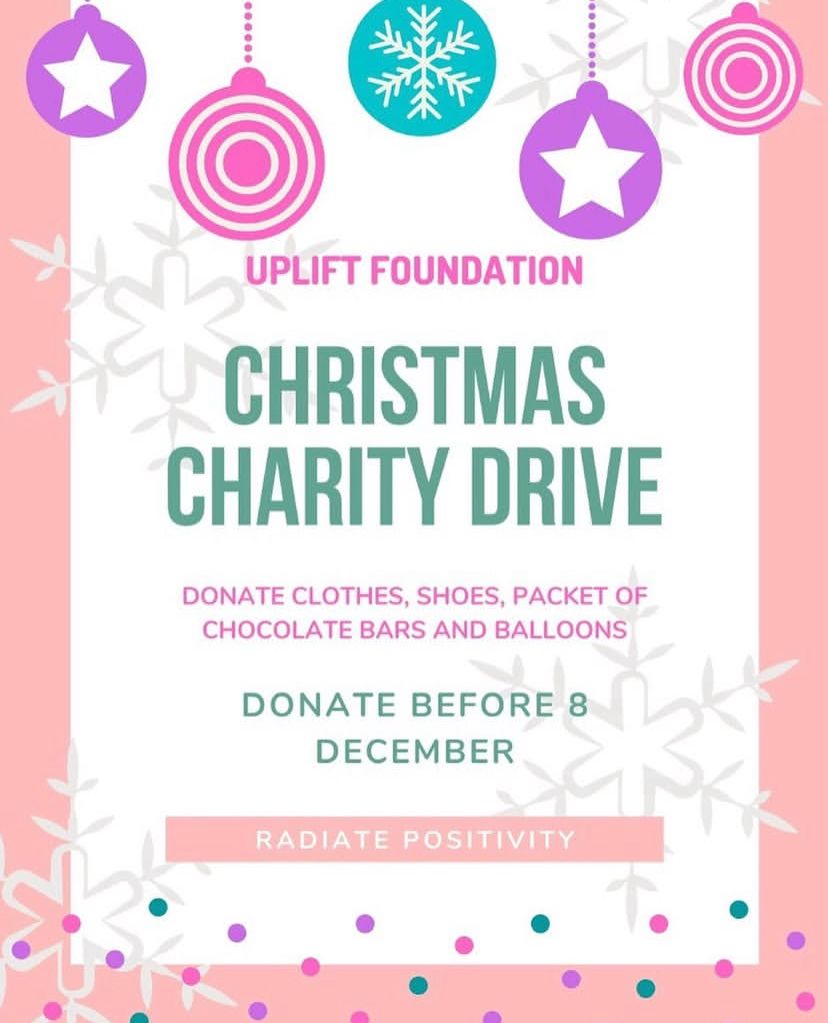 UPLIFT FOUNDATION
CHRISTMAS
CHARITY DRIVE
DONATE CLOTHES, SHOES, PACKET OF
CHOCOLATE BARS AND BALLOONS
DONATE BEFORE 8
DECEMBER
RADIATE POSITIVITY